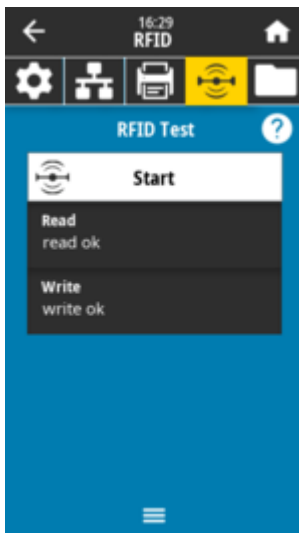 16:29
RFID
RFID Test
?
Start
Read
read ok
Write
write ok